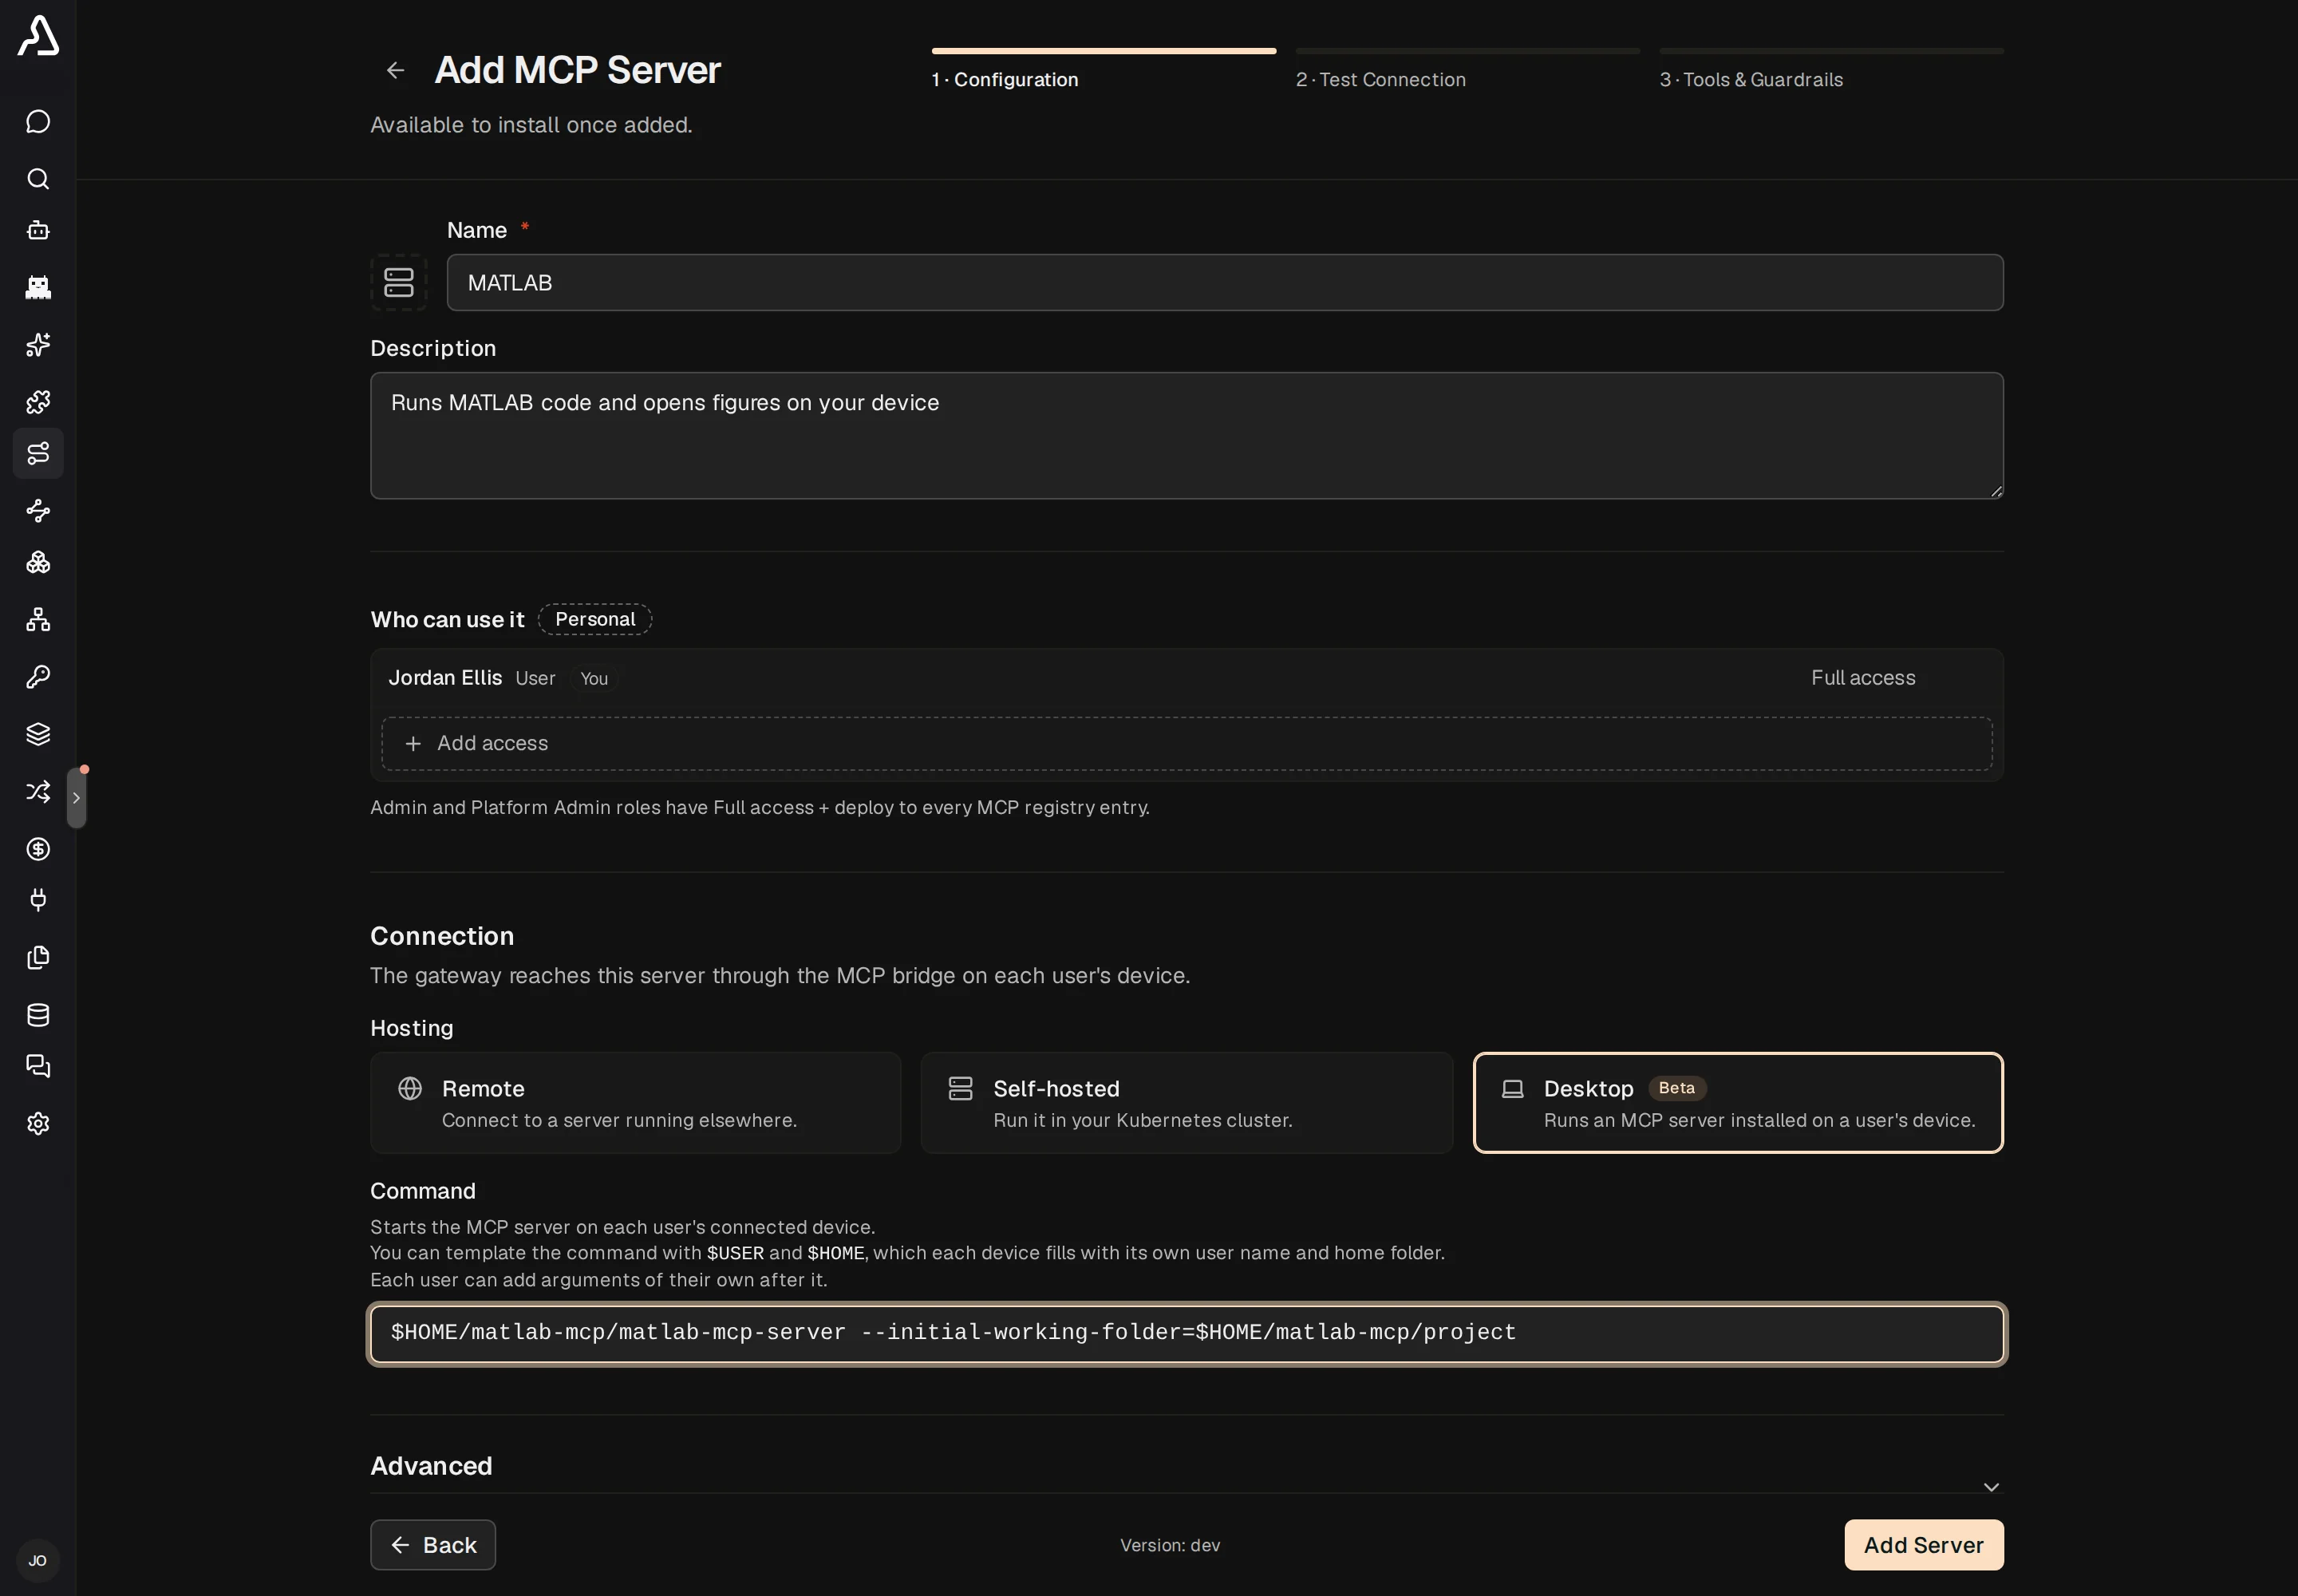 Add MCP Server
1 · Configuration
2 · Test Connection
3 · Tools & Guardrails
Available to install once added.
Name *
MATLAB
Description
Runs MATLAB code and opens figures on your device
Who can use it Personal
Jordan Ellis User You Full access
+ Add access
Admin and Platform Admin roles have Full access + deploy to every MCP registry entry.
Connection
The gateway reaches this server through the MCP bridge on each user's device.
Hosting
Remote
Connect to a server running elsewhere.
Self-hosted
Run it in your Kubernetes cluster.
Desktop Beta
Runs an MCP server installed on a user's device.
Command
Starts the MCP server on each user's connected device.
You can template the command with $USER and $HOME, which each device fills with its own user name and home folder.
Each user can add arguments of their own after it.
$HOME/matlab-mcp/matlab-mcp-server --initial-working-folder=$HOME/matlab-mcp/project
Advanced
Back
Version: dev
Add Server
JO